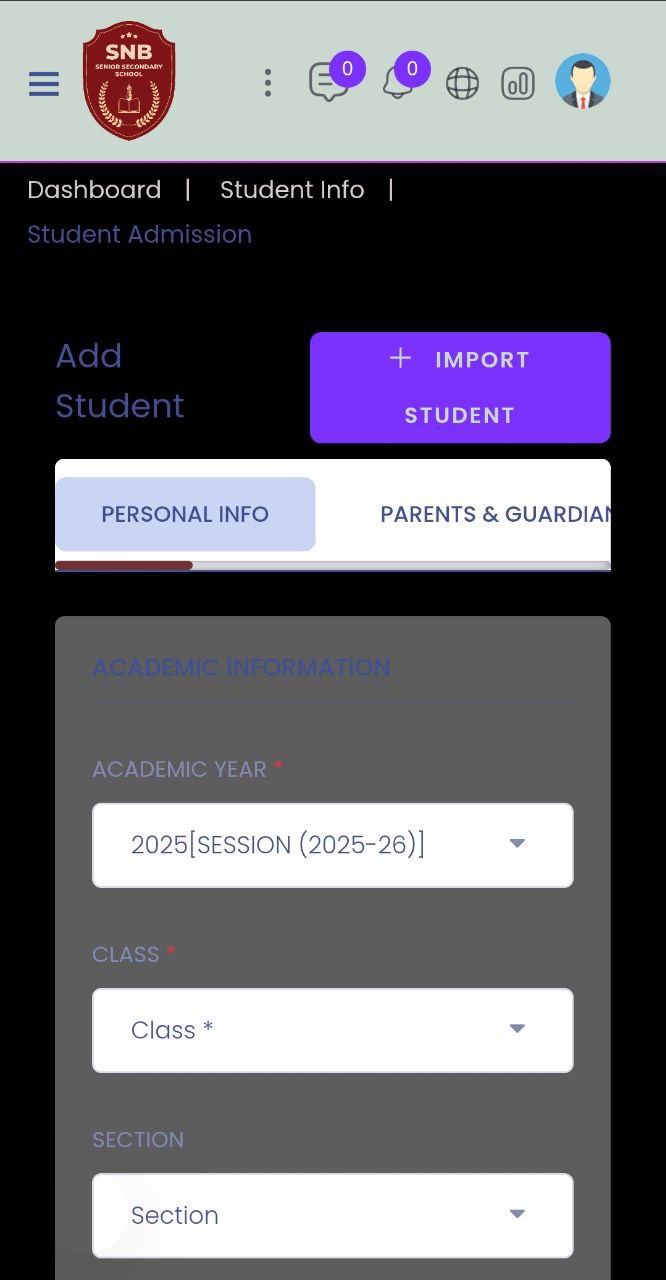 SNB
SENIOR SECONDARY
SCHOOL
0
0
Dashboard | Student Info |
Student Admission
Add
Student
+ IMPORT
STUDENT
PERSONAL INFO
PARENTS & GUARDIAN
ACADEMIC INFORMATION
ACADEMIC YEAR *
2025[SESSION (2025-26)]
CLASS *
Class *
SECTION
Section